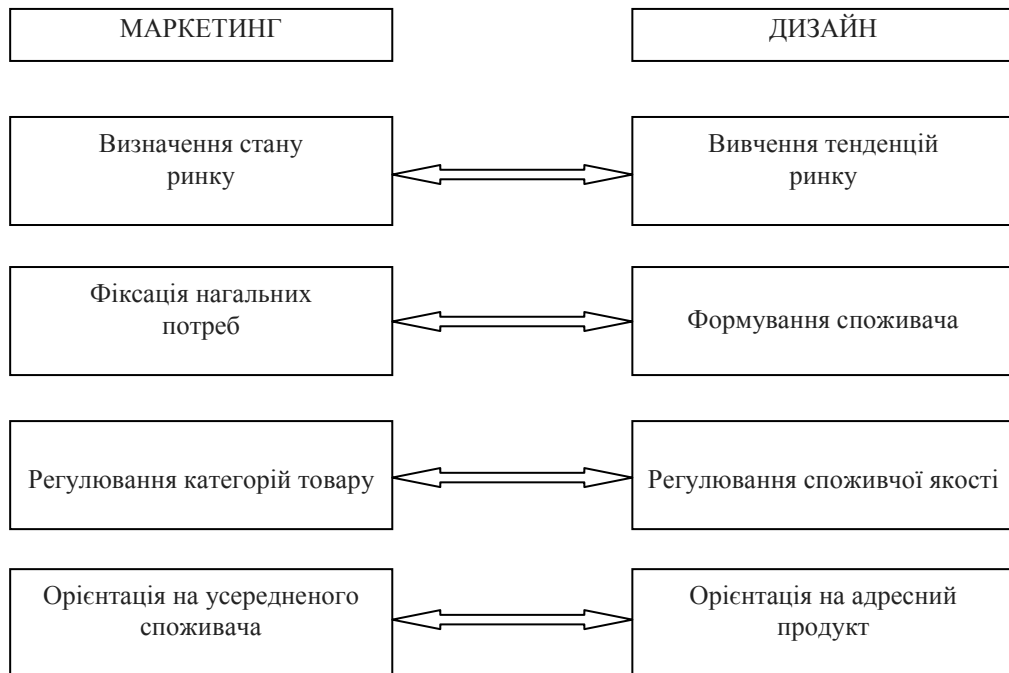 МАРКЕТИНГ
ДИЗАЙН
Визначення стану
ринку
Вивчення тенденцій
ринку
Фіксація нагальних
потреб
Формування споживача
Регулювання категорій товару
Регулювання споживчої якості
Орієнтація на усередненого
споживача
Орієнтація на адресний
продукт